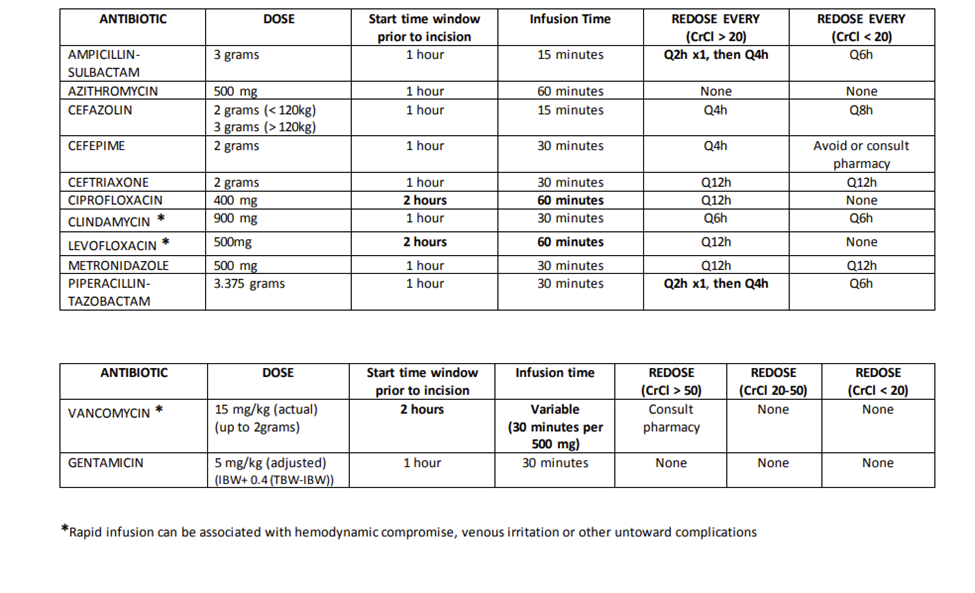 ANTIBIOTIC DOSE Start time window prior to incision Infusion Time REDOSE EVERY (CrCl > 20) REDOSE EVERY (CrCl < 20)
AMPICILLIN-SULBACTAM 3 grams 1 hour 15 minutes Q2h x1, then Q4h Q6h
AZITHROMYCIN 500 mg 1 hour 60 minutes None None
CEFAZOLIN 2 grams (< 120kg) 3 grams (> 120kg) 1 hour 15 minutes Q4h Q8h
CEFEPIME 2 grams 1 hour 30 minutes Q4h Avoid or consult pharmacy
CEFTRIAXONE 2 grams 1 hour 30 minutes Q12h Q12h
CIPROFLOXACIN 400 mg 2 hours 60 minutes Q12h None
CLINDAMYCIN * 900 mg 1 hour 30 minutes Q6h Q6h
LEVOFLOXACIN * 500mg 2 hours 60 minutes Q12h None
METRONIDAZOLE 500 mg 1 hour 30 minutes Q12h Q12h
PIPERACILLIN-TAZOBACTAM 3.375 grams 1 hour 30 minutes Q2h x1, then Q4h Q6h
ANTIBIOTIC DOSE Start time window prior to incision Infusion time REDOSE (CrCl > 50) REDOSE (CrCl 20-50) REDOSE (CrCl < 20)
VANCOMYCIN * 15 mg/kg (actual) (up to 2grams) 2 hours Variable (30 minutes per 500 mg) Consult pharmacy None None
GENTAMICIN 5 mg/kg (adjusted) (IBW+ 0.4 (TBW-IBW)) 1 hour 30 minutes None None None
*Rapid infusion can be associated with hemodynamic compromise, venous irritation or other untoward complications